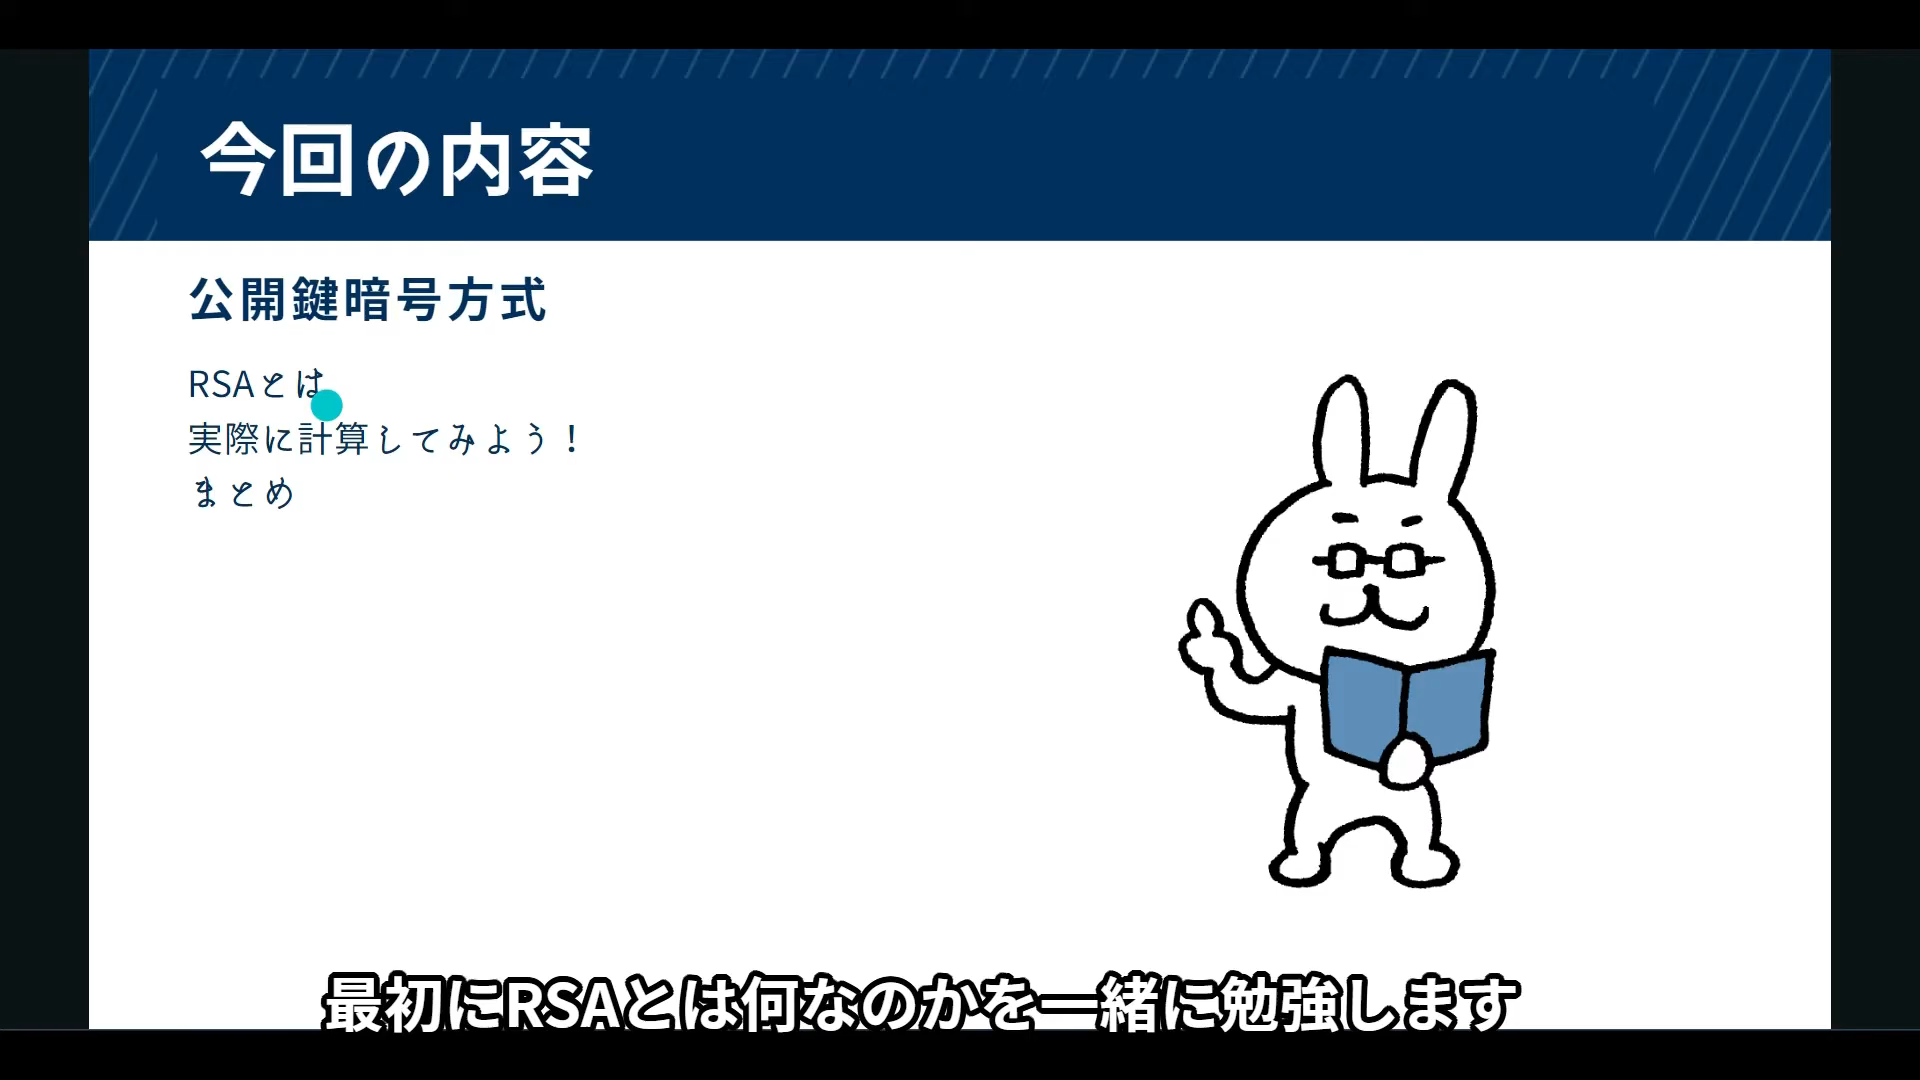 今回の内容
公開鍵暗号方式
RSAとは
実際に計算してみよう！
まとめ
最初にRSAとは何なのかを一緒に勉強します